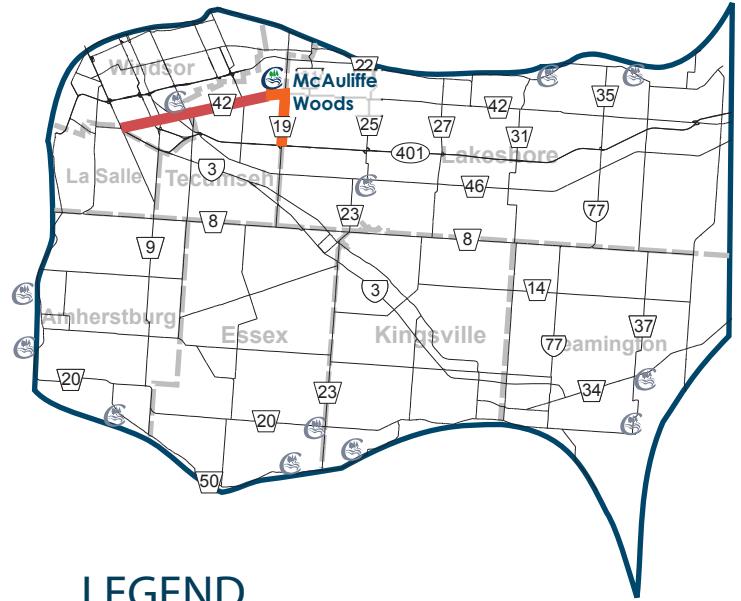 Windsor
22
McAuliffe
Woods
42
42
35
19
25
27
31
401
Lakeshore
La Salle
Tecumseh
3
46
77
23
8
8
9
3
14
Amherstburg
Essex
Kingsville
37
77
eamington
20
23
34
20
50
LEGEND